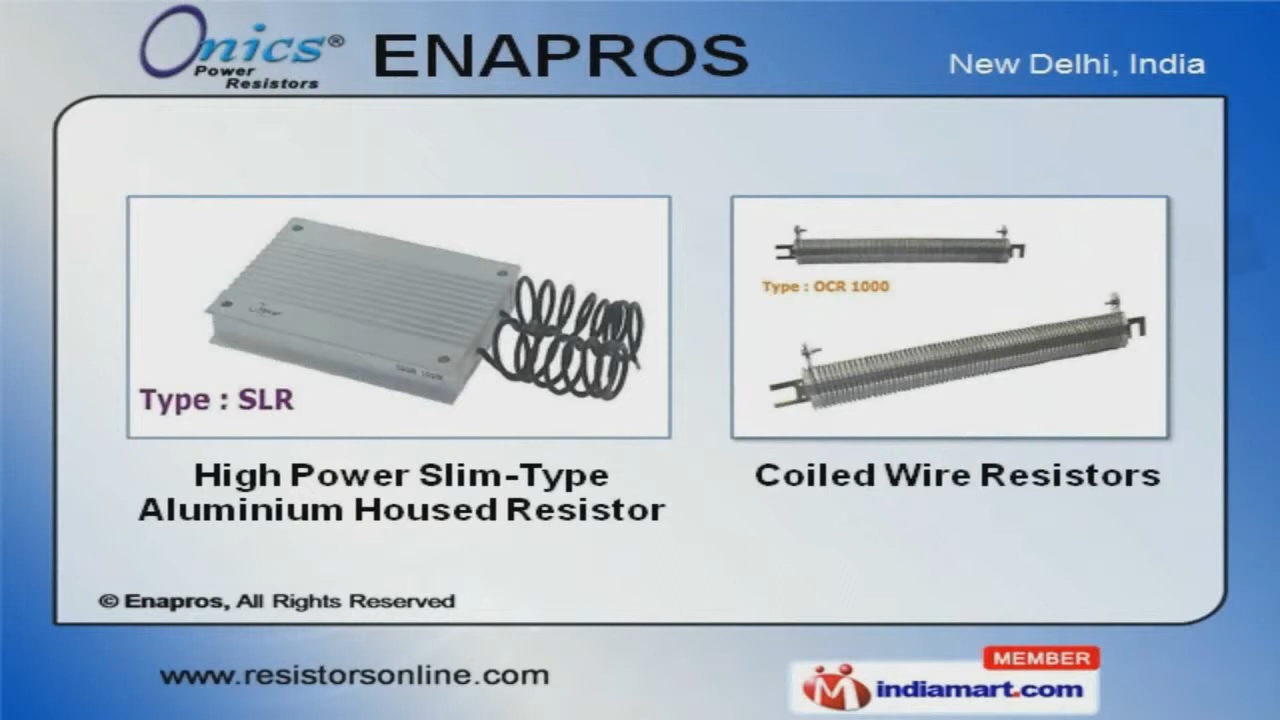 Onics®
Power
Resistors
ENAPROS
New Delhi, India
Type : SLR
Type : OCR 1000
High Power Slim-Type
Aluminium Housed Resistor
Coiled Wire Resistors
© Enapros, All Rights Reserved
www.resistorsonline.com
MEMBER
indiamart.com